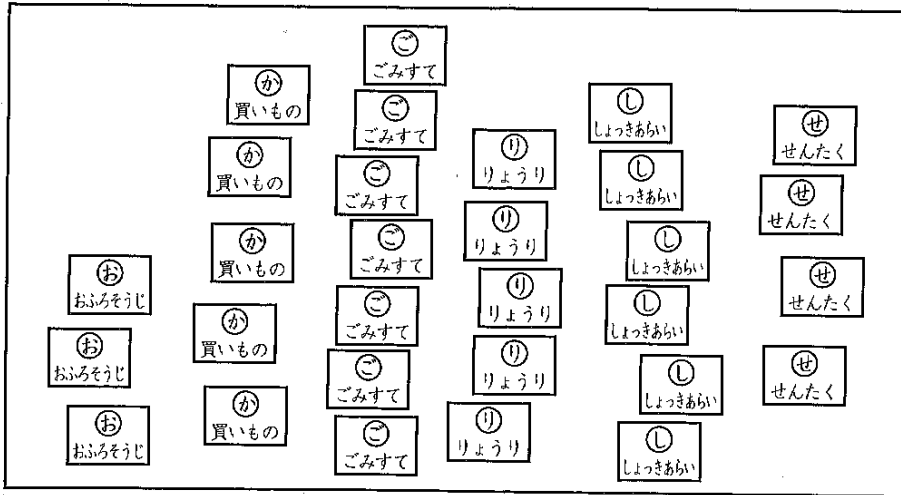 お
おふろそうじ
お
おふろそうじ
お
おふろそうじ
か
買いもの
か
買いもの
か
買いもの
か
買いもの
か
買いもの
ご
ごみすて
ご
ごみすて
ご
ごみすて
ご
ごみすて
ご
ごみすて
ご
ごみすて
ご
ごみすて
り
りょうり
り
りょうり
り
りょうり
り
りょうり
り
りょうり
し
しょっきあらい
し
しょっきあらい
し
しょっきあらい
し
しょっきあらい
し
しょっきあらい
し
しょっきあらい
せ
せんたく
せ
せんたく
せ
せんたく
せ
せんたく